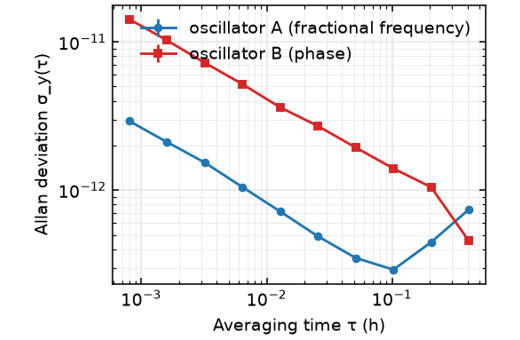 oscillator A (fractional frequency)
oscillator B (phase)
Allan deviation σ_y(τ)
10⁻¹¹
10⁻¹²
10⁻³
10⁻²
10⁻¹
Averaging time τ (h)